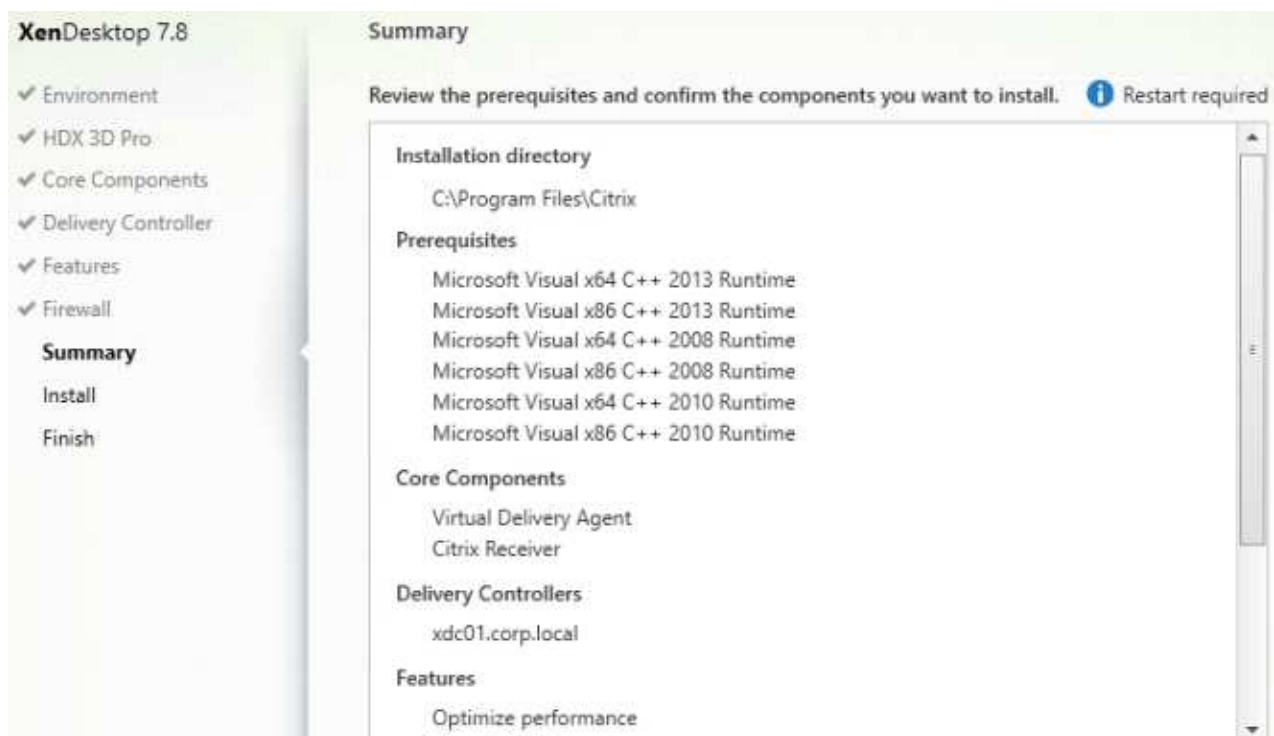 XenDesktop 7.8
Environment
HDX 3D Pro
Core Components
Delivery Controller
Features
Firewall
Summary
Install
Finish
Summary
Review the prerequisites and confirm the components you want to install.
Restart required
Installation directory
C:\Program Files\Citrix
Prerequisites
Microsoft Visual x64 C++ 2013 Runtime
Microsoft Visual x86 C++ 2013 Runtime
Microsoft Visual x64 C++ 2008 Runtime
Microsoft Visual x86 C++ 2008 Runtime
Microsoft Visual x64 C++ 2010 Runtime
Microsoft Visual x86 C++ 2010 Runtime
Core Components
Virtual Delivery Agent
Citrix Receiver
Delivery Controllers
xdc01.corp.local
Features
Optimize performance